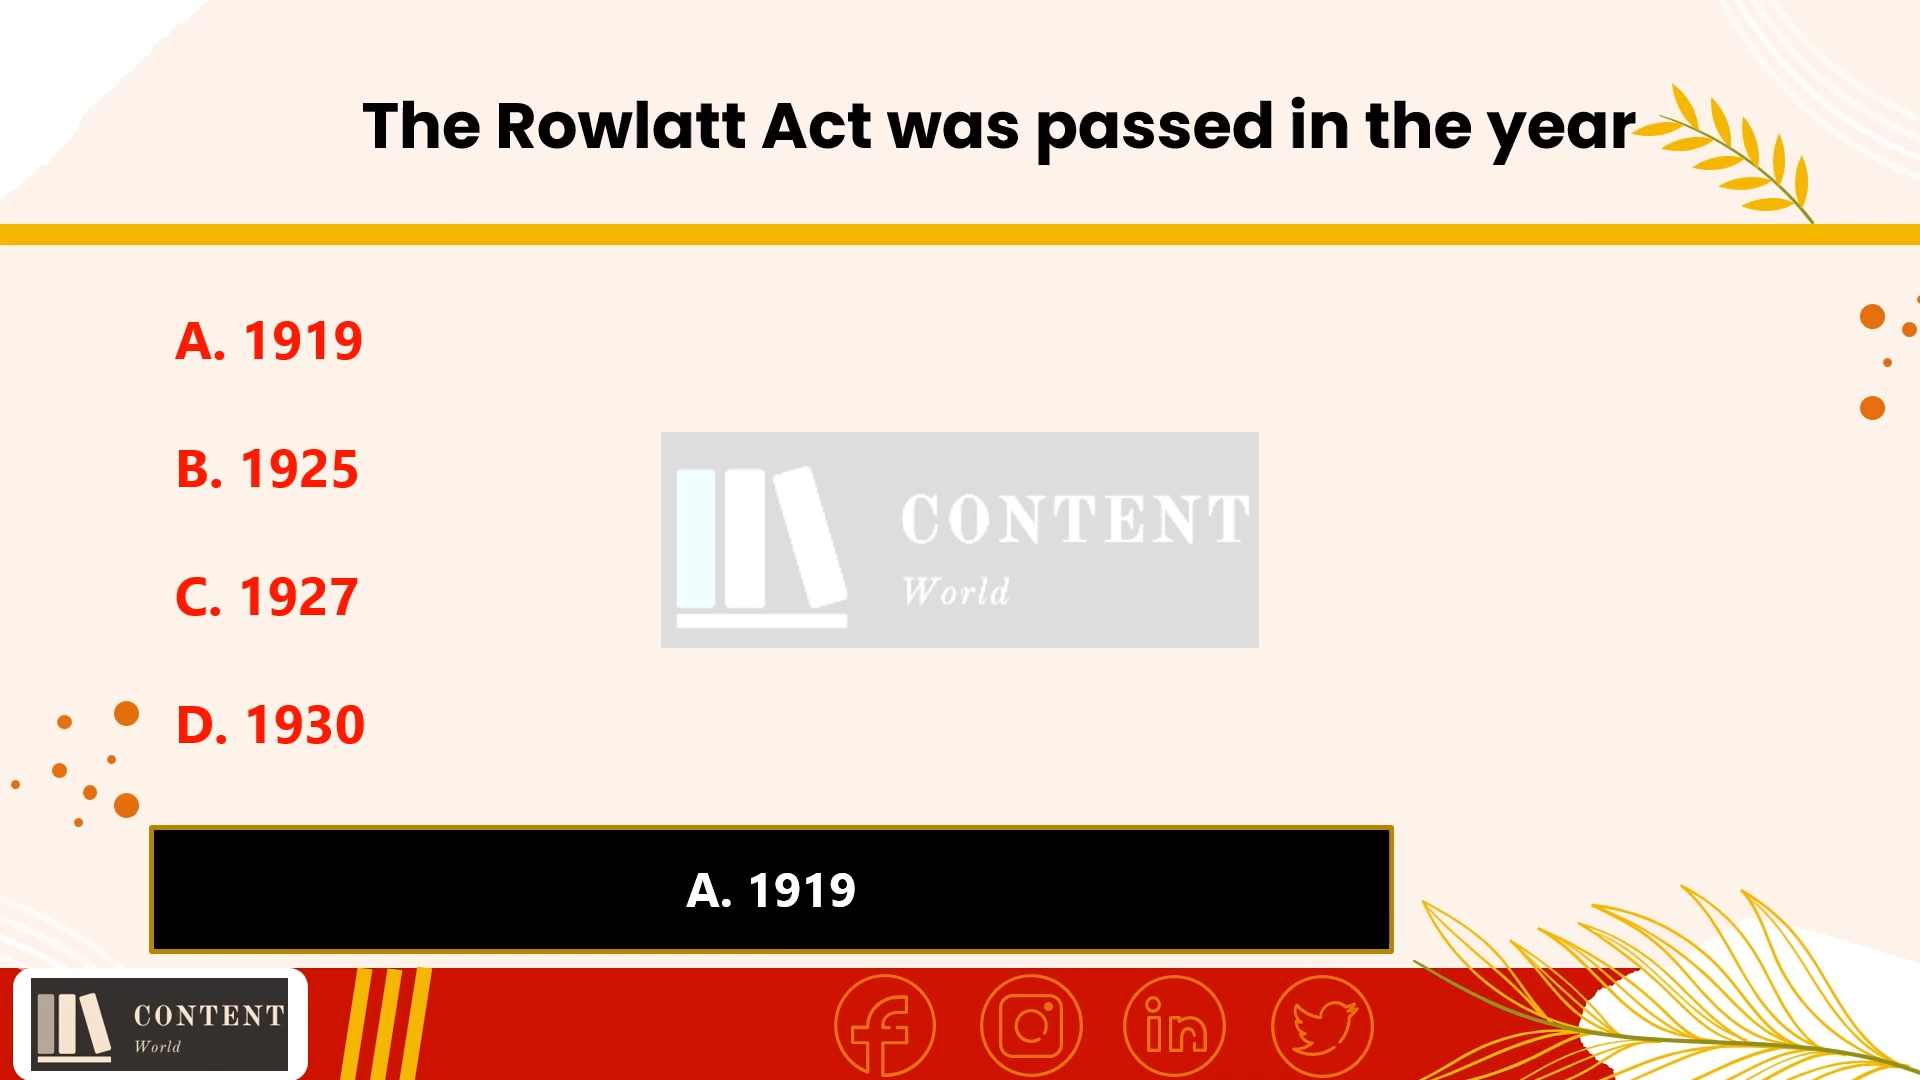 The Rowlatt Act was passed in the year
A. 1919
B. 1925
CONTENT
World
C. 1927
D. 1930
A. 1919
CONTENT
World